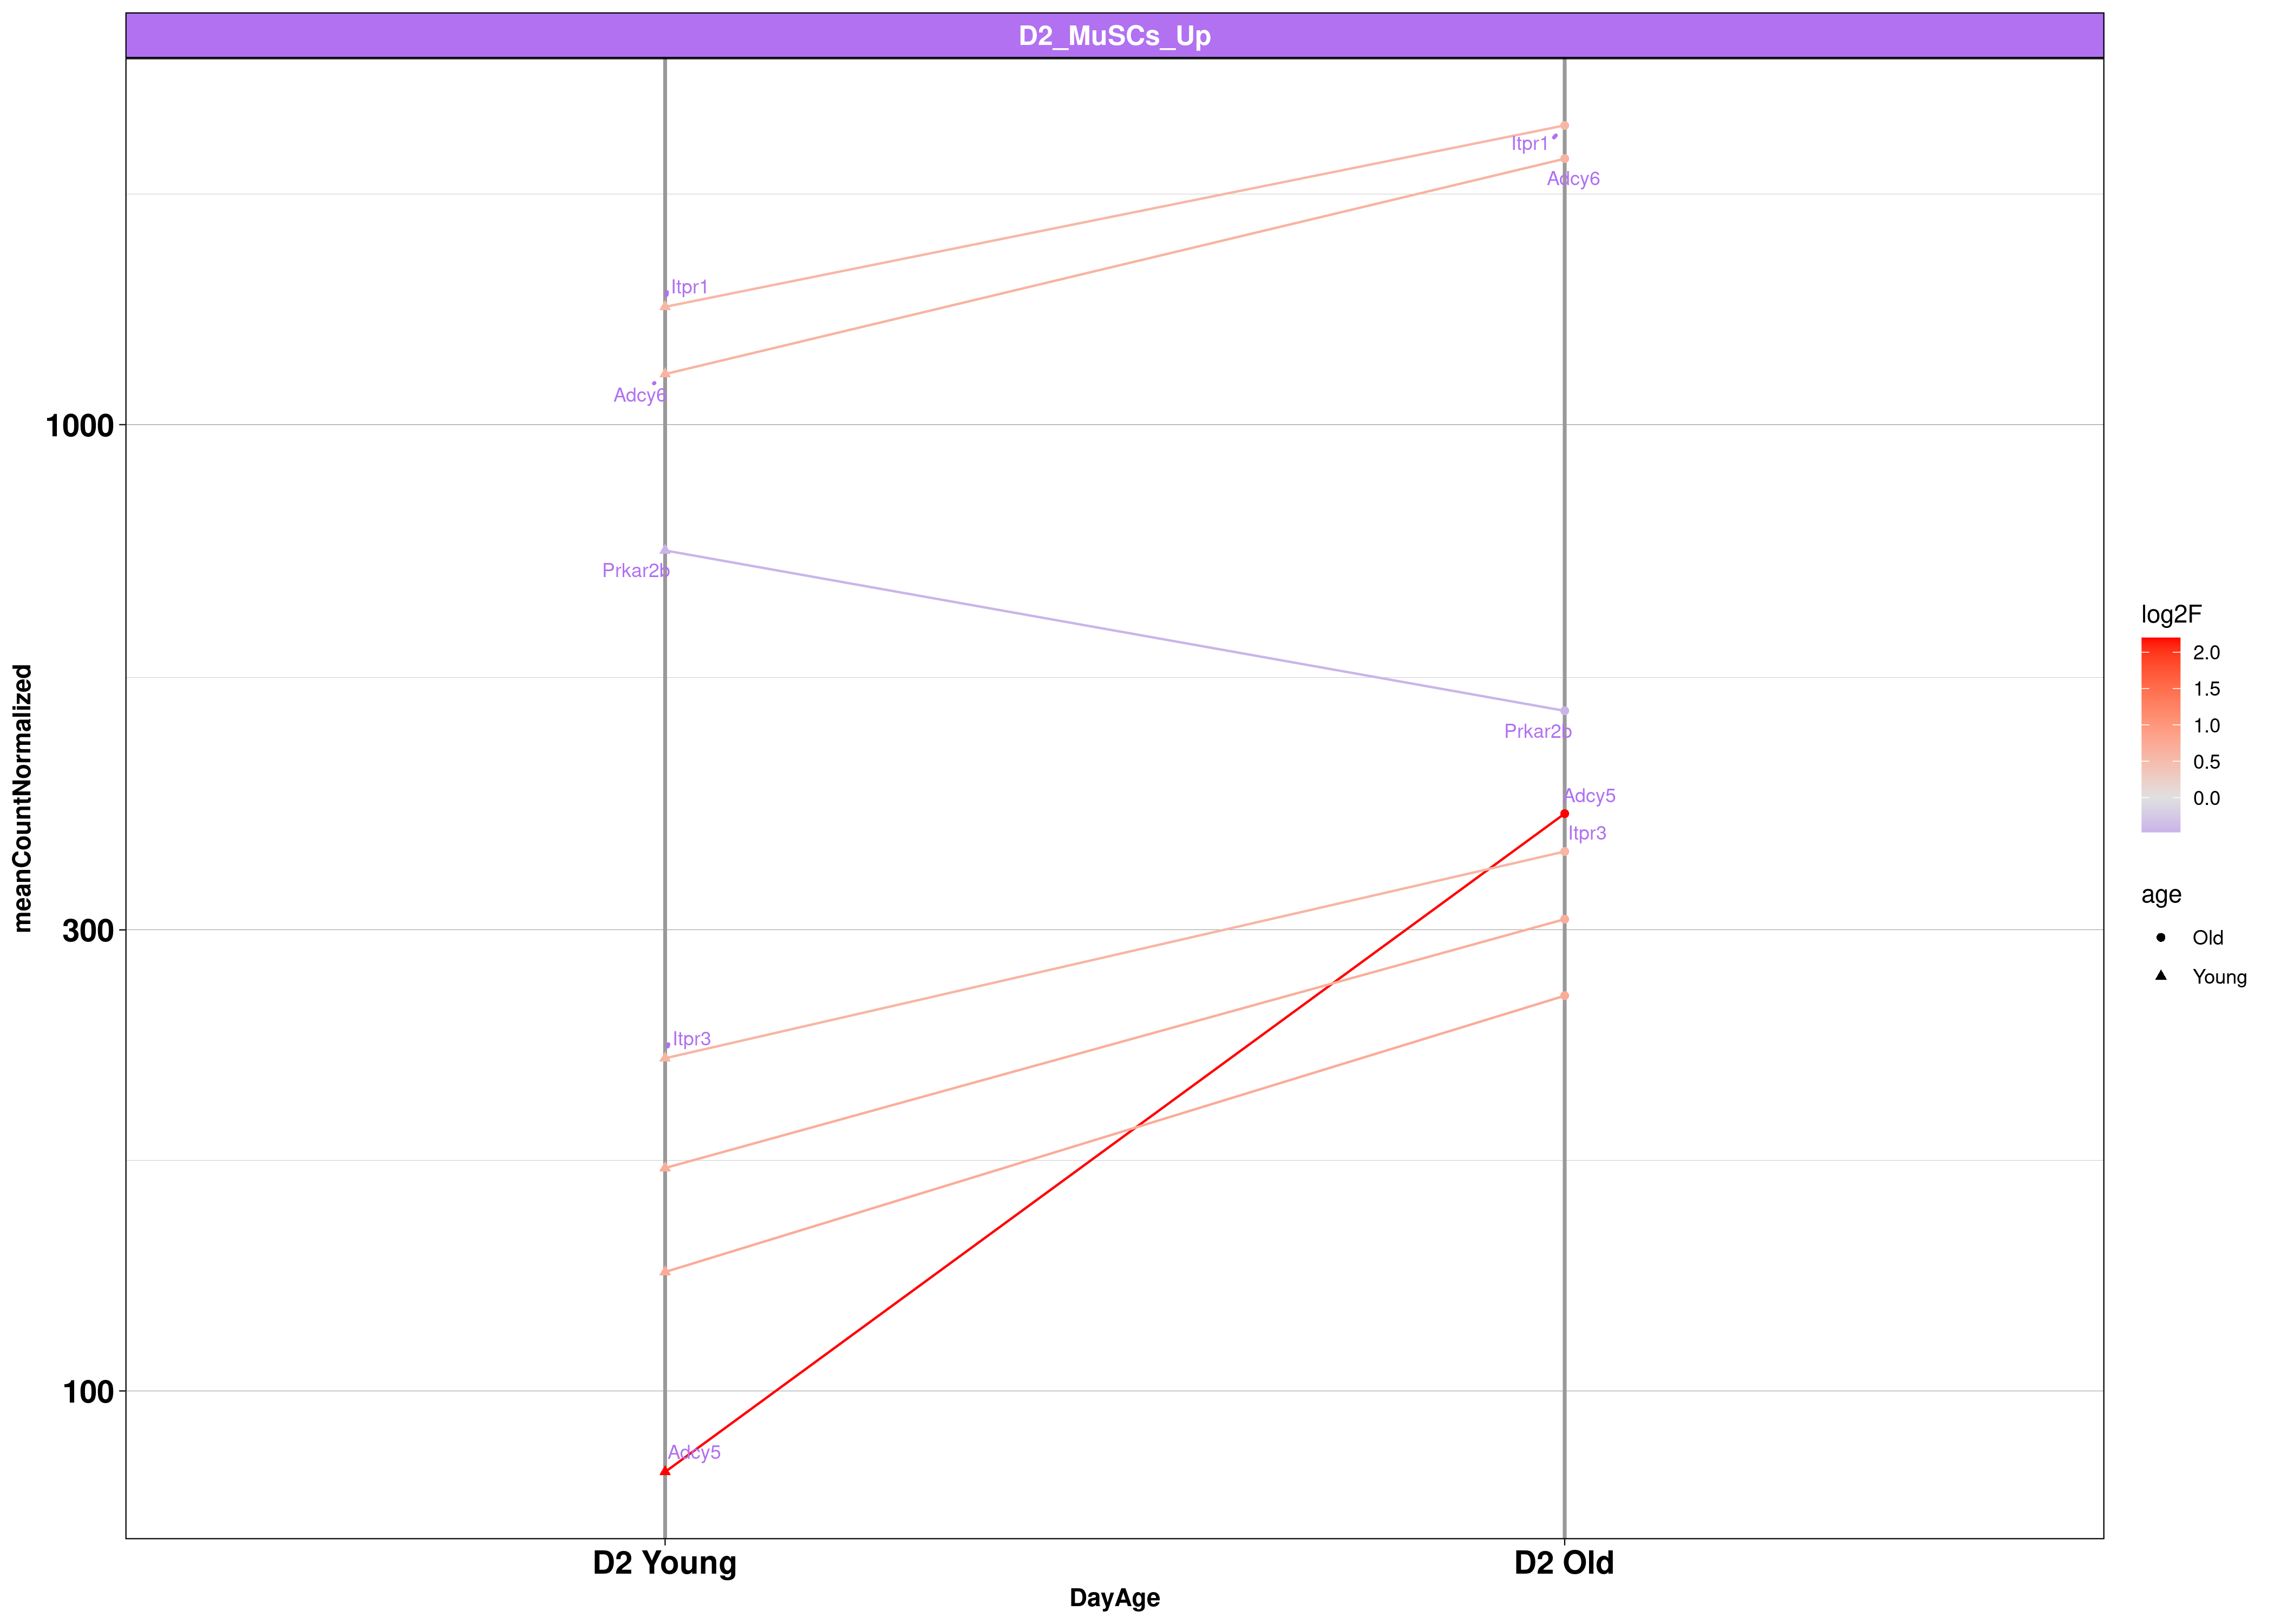 D2_MuSCs_Up
meanCountNormalized
1000
300
100
Itpr1
Adcy6
Itpr1
Adcy6
Prkar2b
Prkar2b
Adcy5
Itpr3
Itpr3
Adcy5
D2 Young
D2 Old
DayAge
log2F
2.0
1.5
1.0
0.5
0.0
age
Old
Young